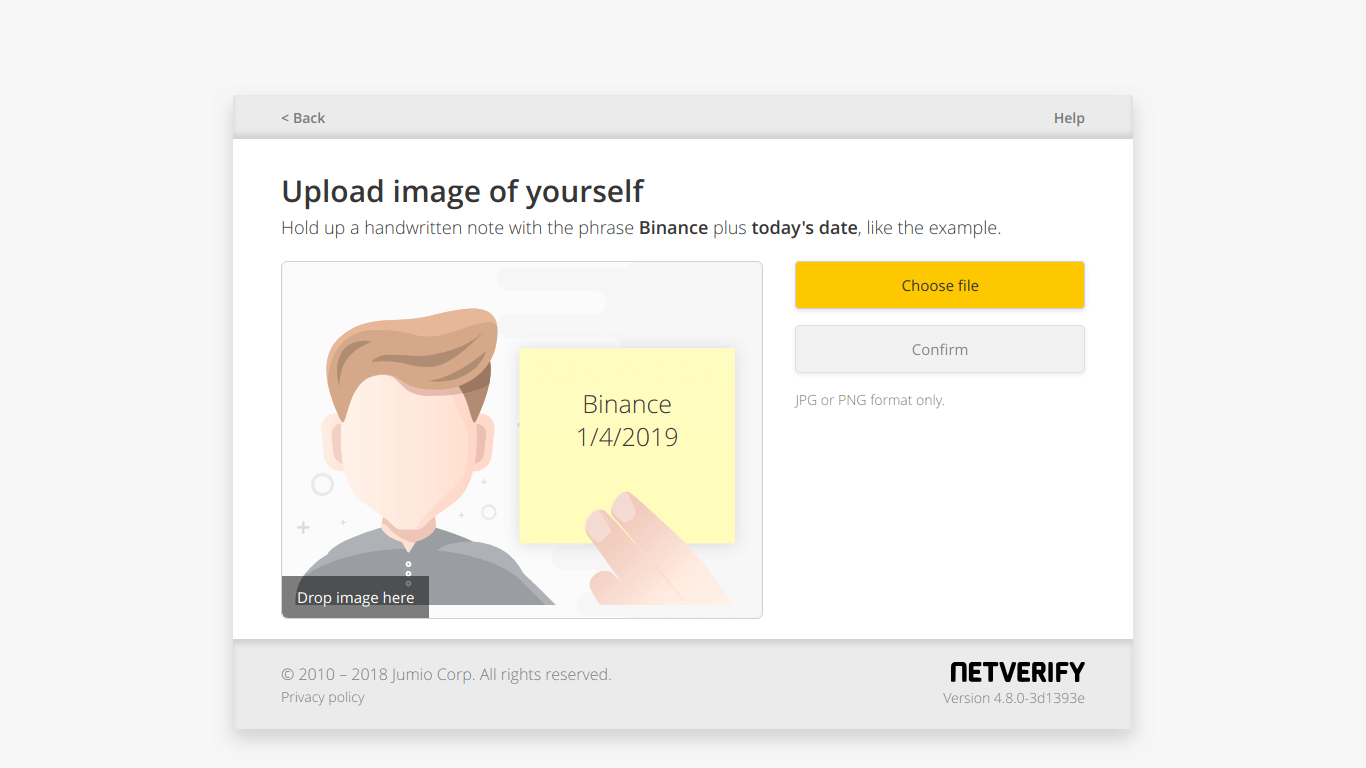 < Back
Help
Upload image of yourself
Hold up a handwritten note with the phrase Binance plus today's date, like the example.
Binance
1/4/2019
Drop image here
Choose file
Confirm
JPG or PNG format only.
© 2010 – 2018 Jumio Corp. All rights reserved.
Privacy policy
NETVERIFY
Version 4.8.0-3d1393e